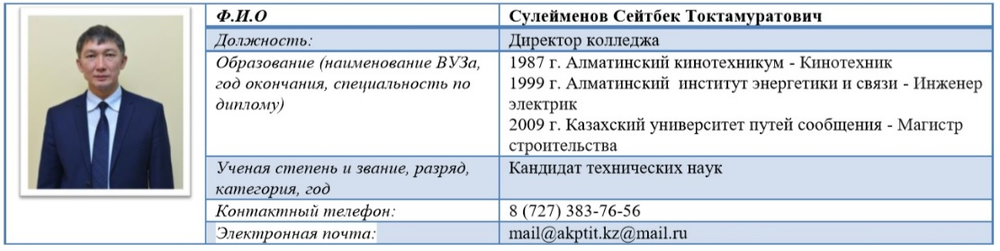 Ф.И.О
Сулейменов Сейтбек Токтамуратович
Должность:
Директор колледжа
Образование (наименование ВУЗа,
год окончания, специальность по
диплому)
1987 г. Алматинский кинотехникум - Кинотехник
1999 г. Алматинский институт энергетики и связи - Инженер
электрик
2009 г. Казахский университет путей сообщения - Магистр
строительства
Ученая степень и звание, разряд,
категория, год
Кандидат технических наук
Контактный телефон:
8 (727) 383-76-56
Электронная почта:
mail@akptit.kz@mail.ru